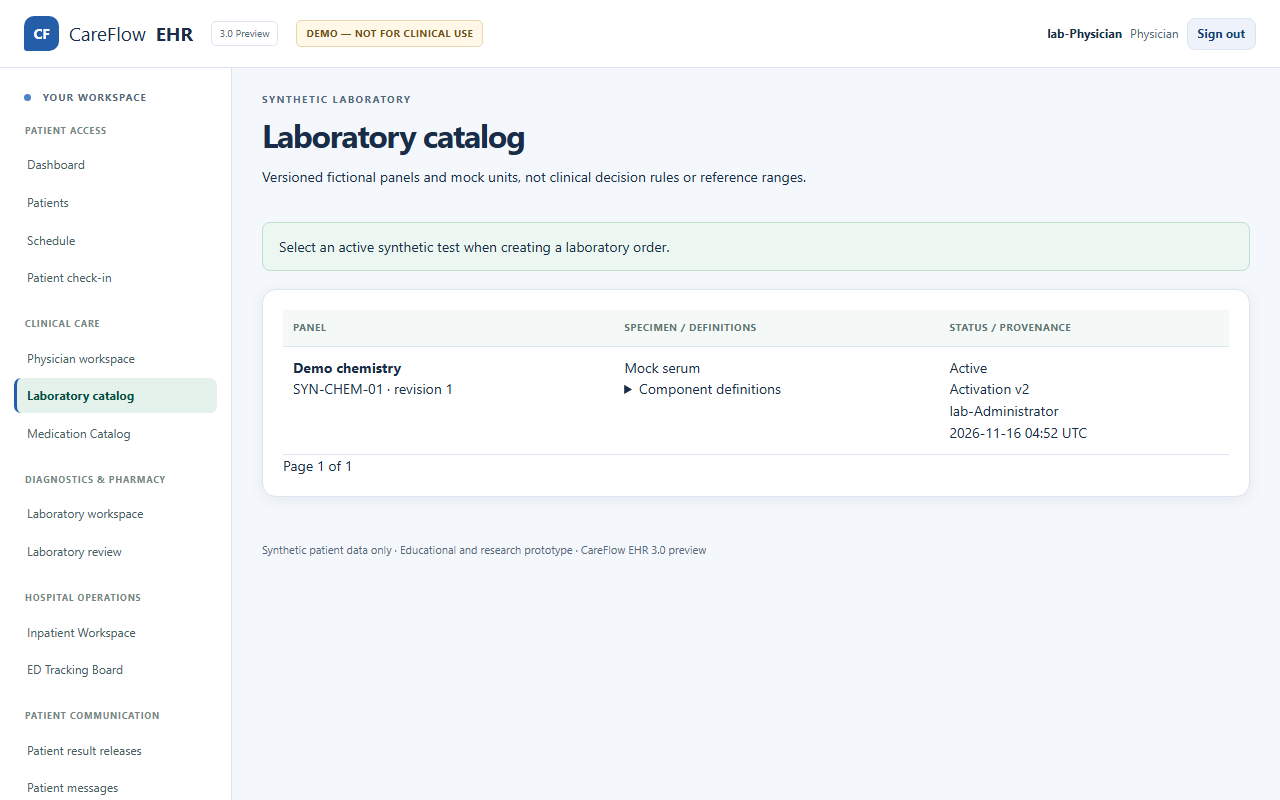 CF CareFlow EHR 3.0 Preview DEMO — NOT FOR CLINICAL USE lab-Physician Physician Sign out
YOUR WORKSPACE
PATIENT ACCESS
Dashboard
Patients
Schedule
Patient check-in
CLINICAL CARE
Physician workspace
Laboratory catalog
Medication Catalog
DIAGNOSTICS & PHARMACY
Laboratory workspace
Laboratory review
HOSPITAL OPERATIONS
Inpatient Workspace
ED Tracking Board
PATIENT COMMUNICATION
Patient result releases
Patient messages
SYNTHETIC LABORATORY
Laboratory catalog
Versioned fictional panels and mock units, not clinical decision rules or reference ranges.
Select an active synthetic test when creating a laboratory order.
PANEL SPECIMEN / DEFINITIONS STATUS / PROVENANCE
Demo chemistry Mock serum Active
SYN-CHEM-01 · revision 1 ▶ Component definitions Activation v2
lab-Administrator
2026-11-16 04:52 UTC
Page 1 of 1
Synthetic patient data only · Educational and research prototype · CareFlow EHR 3.0 preview